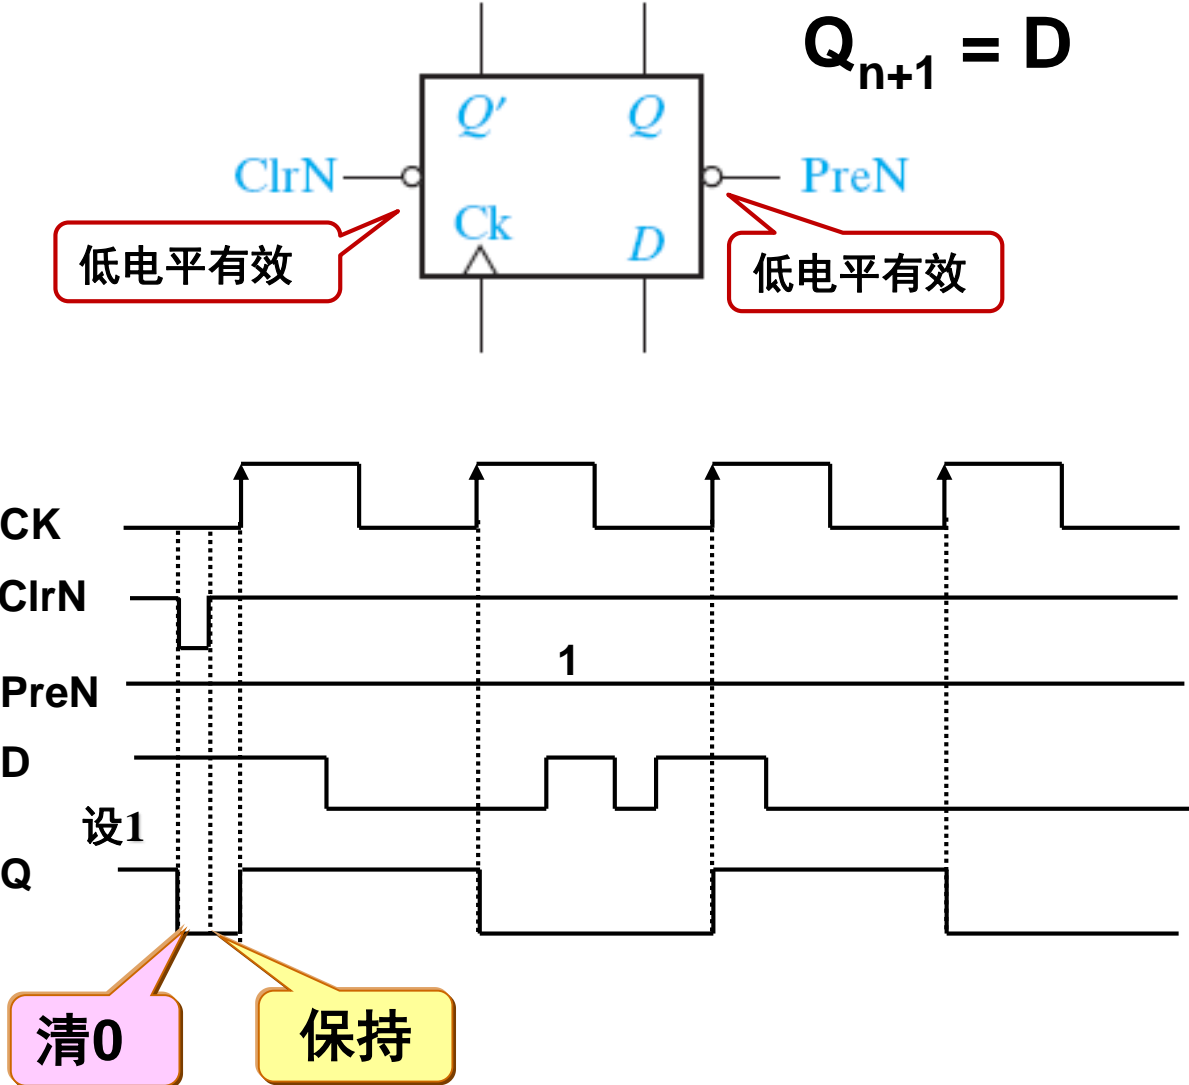 Qn+1 = D
Q′ Q
ClrN PreN
Ck D
低电平有效 低电平有效
CK
ClrN
1
PreN
D
设1
Q
清0 保持